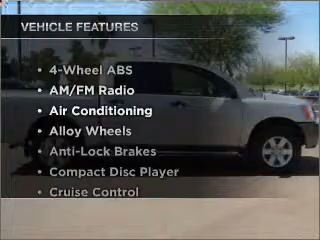 VEHICLE FEATURES
• 4-Wheel ABS
• AM/FM Radio
• Air Conditioning
• Alloy Wheels
• Anti-Lock Brakes
• Compact Disc Player
• Cruise Control